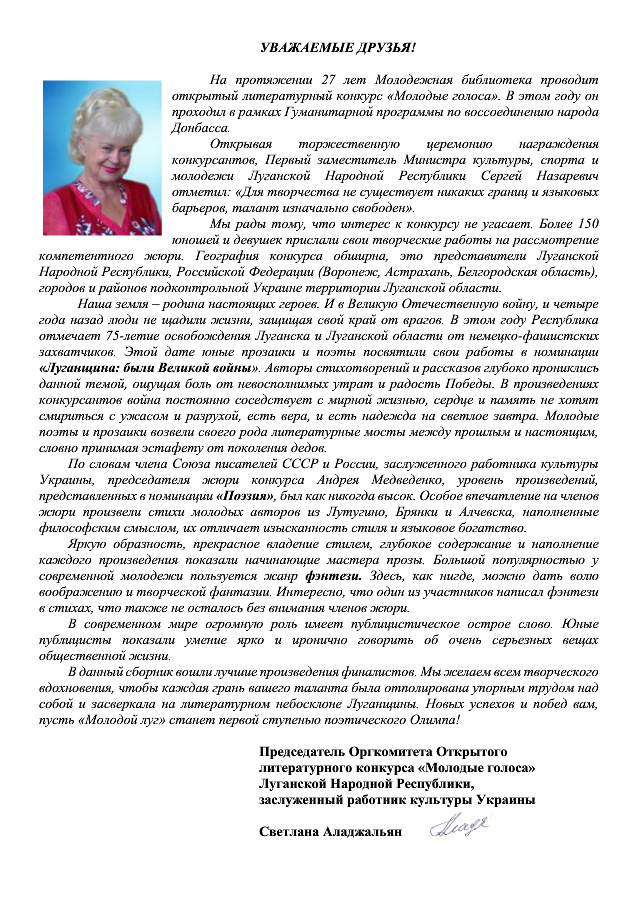 УВАЖАЕМЫЕ ДРУЗЬЯ!
На протяжении 27 лет Молодежная библиотека проводит
открытый литературный конкурс «Молодые голоса». В этом году он
проходил в рамках Гуманитарной программы по воссоединению народа
Донбасса.
Открывая торжественную церемонию награждения
конкурсантов, Первый заместитель Министра культуры, спорта и
молодежи Луганской Народной Республики Сергей Назаревич
отметил: «Для творчества не существует никаких границ и языковых
барьеров, талант изначально свободен».
Мы рады тому, что интерес к конкурсу не угасает. Более 150
юношей и девушек прислали свои творческие работы на рассмотрение
компетентного жюри. География конкурса обширна, это представители Луганской
Народной Республики, Российской Федерации (Воронеж, Астрахань, Белгородская область),
городов и районов подконтрольной Украине территории Луганской области.
Наша земля – родина настоящих героев. И в Великую Отечественную войну, и четыре
года назад люди не щадили жизни, защищая свой край от врагов. В этом году Республика
отмечает 75-летие освобождения Луганска и Луганской области от немецко-фашистских
захватчиков. Этой дате юные прозаики и поэты посвятили свои работы в номинации
«Луганщина: были Великой войны». Авторы стихотворений и рассказов глубоко прониклись
данной темой, ощущая боль от невосполнимых утрат и радость Победы. В произведениях
конкурсантов война постоянно соседствует с мирной жизнью, сердце и память не хотят
смириться с ужасом и разрухой, есть вера, и есть надежда на светлое завтра. Молодые
поэты и прозаики возвели своего рода литературные мосты между прошлым и настоящим,
словно принимая эстафету от поколения дедов.
По словам члена Союза писателей СССР и России, заслуженного работника культуры
Украины, председателя жюри конкурса Андрея Медведенко, уровень произведений,
представленных в номинации «Поэзия», был как никогда высок. Особое впечатление на членов
жюри произвели стихи молодых авторов из Лутугино, Брянки и Алчевска, наполненные
философским смыслом, их отличает изысканность стиля и языковое богатство.
Яркую образность, прекрасное владение стилем, глубокое содержание и наполнение
каждого произведения показали начинающие мастера прозы. Большой популярностью у
современной молодежи пользуется жанр фэнтези. Здесь, как нигде, можно дать волю
воображению и творческой фантазии. Интересно, что один из участников написал фэнтези
в стихах, что также не осталось без внимания членов жюри.
В современном мире огромную роль имеет публицистическое острое слово. Юные
публицисты показали умение ярко и иронично говорить об очень серьезных вещах
общественной жизни.
В данный сборник вошли лучшие произведения финалистов. Мы желаем всем творческого
вдохновения, чтобы каждая грань вашего таланта была отполирована упорным трудом над
собой и засверкала на литературном небосклоне Луганщины. Новых успехов и побед вам,
пусть «Молодой луг» станет первой ступенью поэтического Олимпа!
Председатель Оргкомитета Открытого
литературного конкурса «Молодые голоса»
Луганской Народной Республики,
заслуженный работник культуры Украины
Светлана Аладжальян